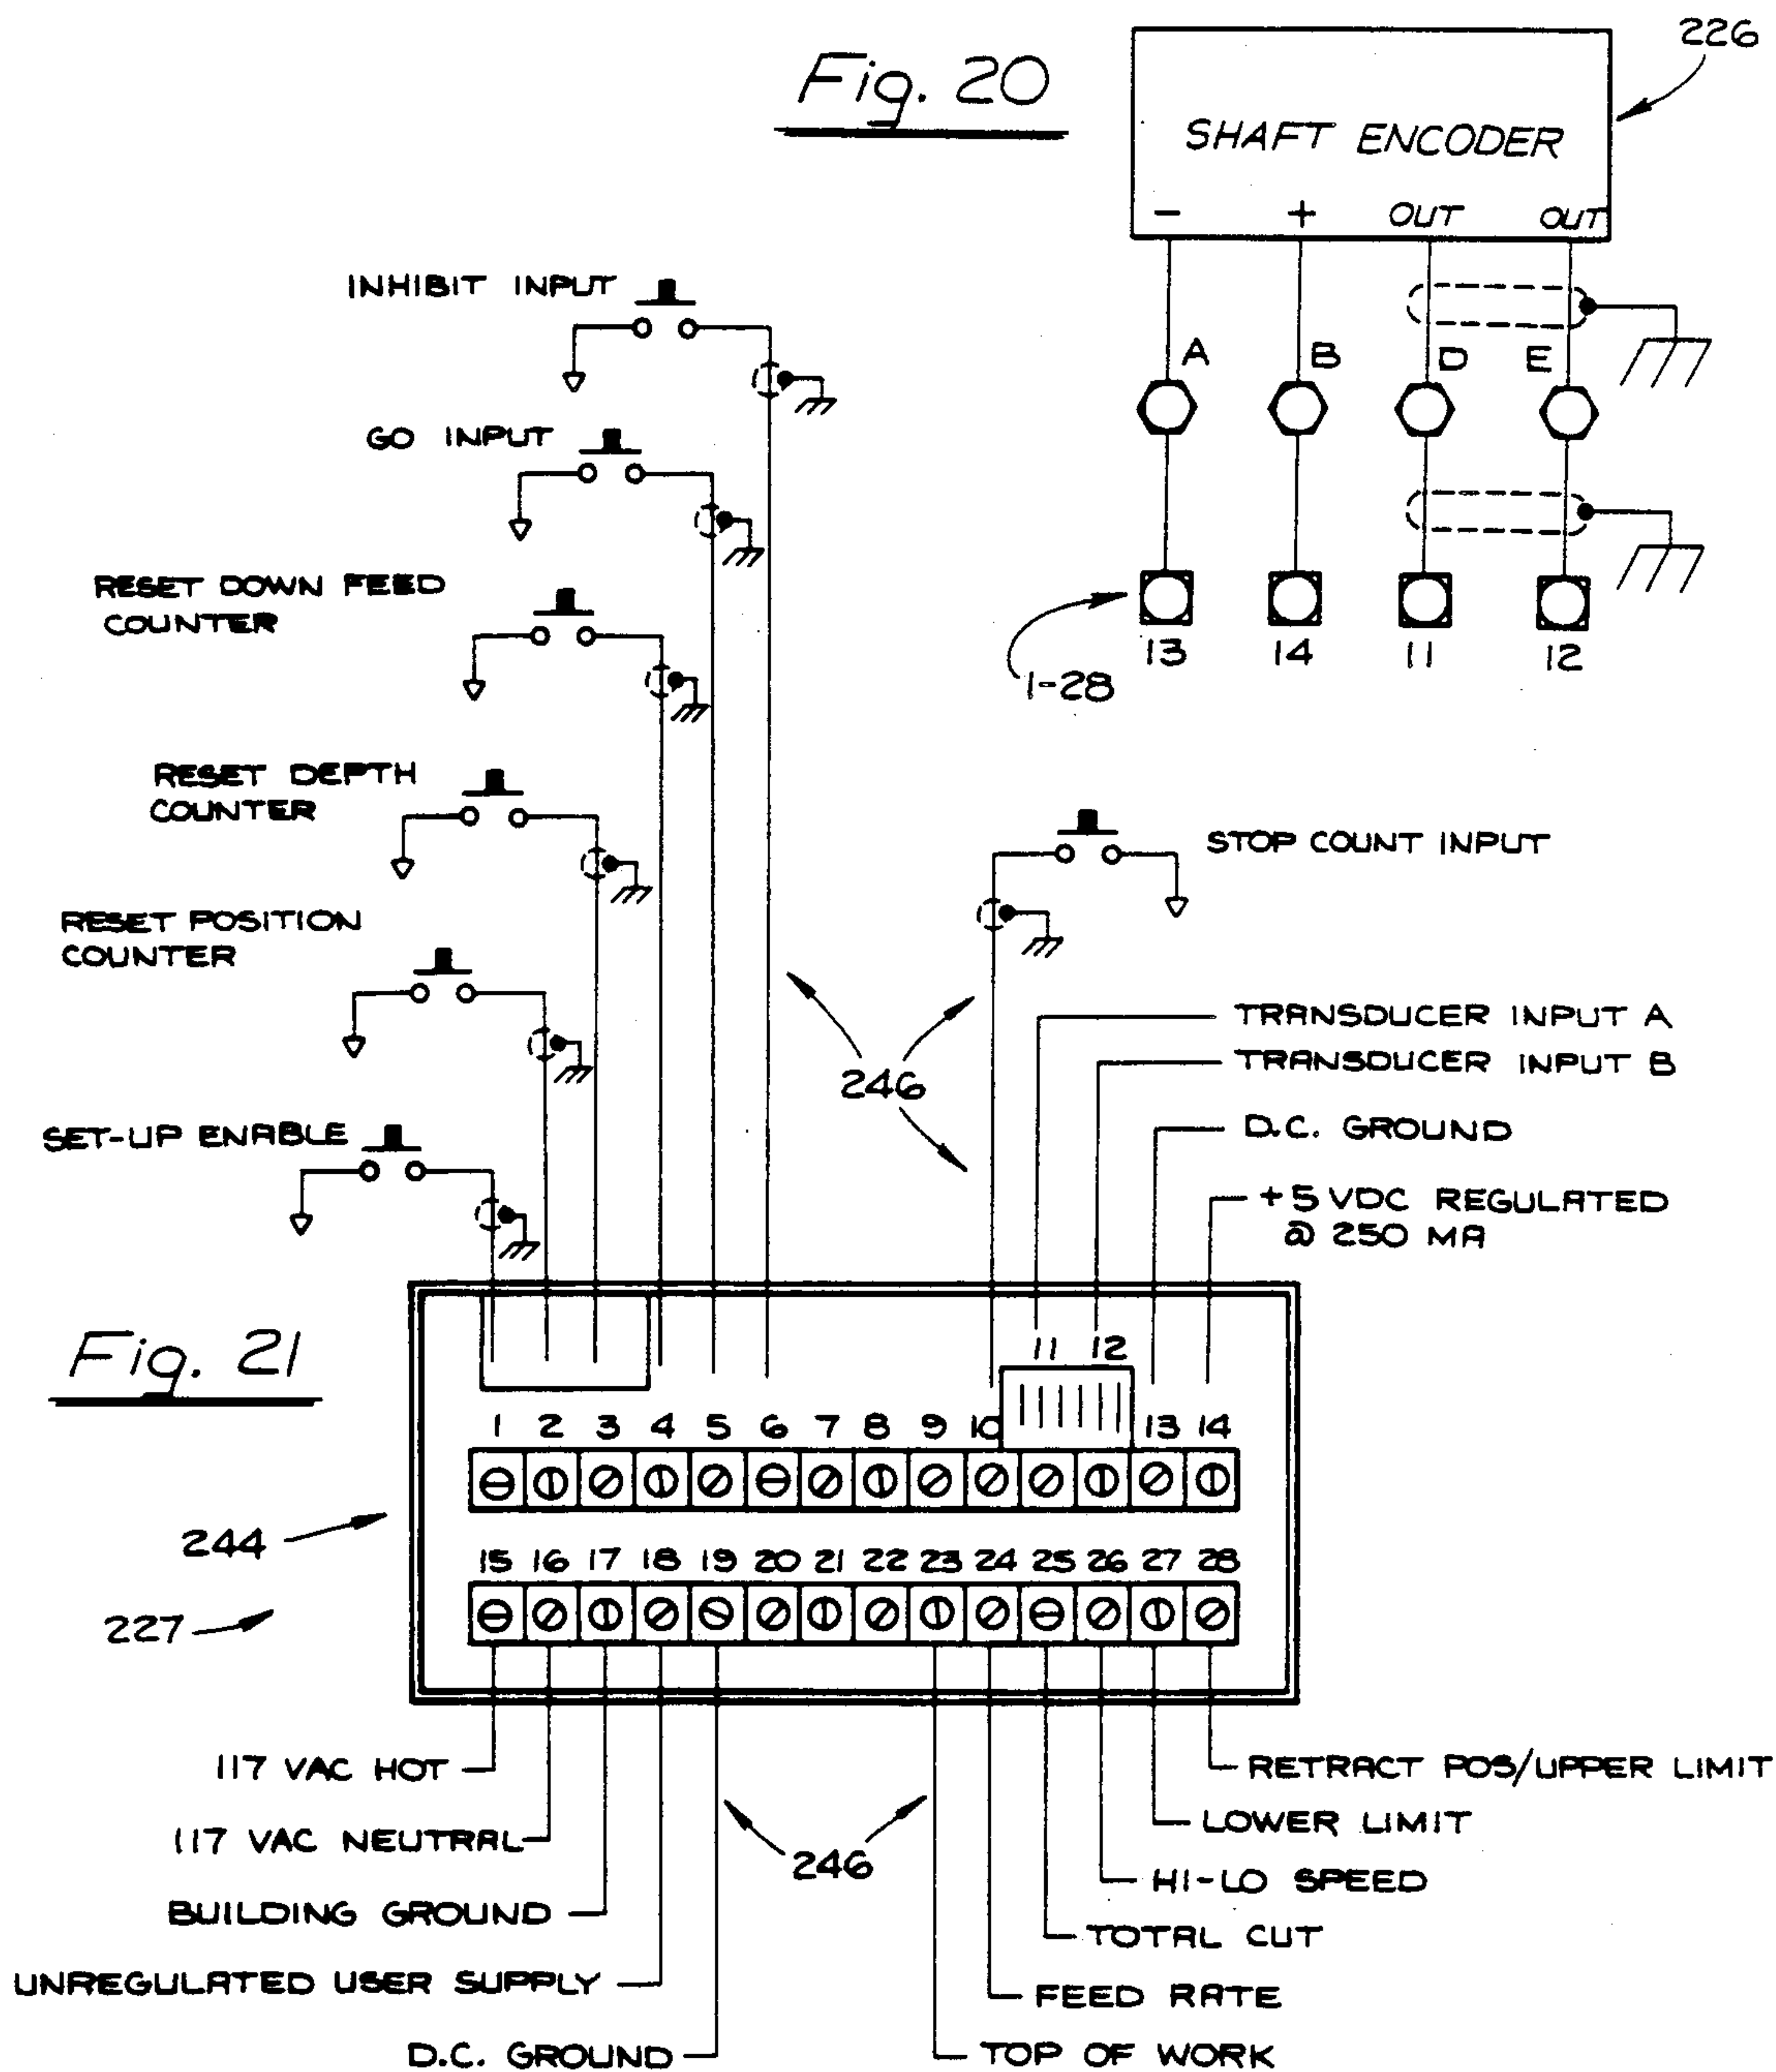 Fig. 20
226
SHAFT ENCODER
- + OUT OUT
A B D E
13 14 11 12
1-28
INHIBIT INPUT
GO INPUT
RESET DOWN FEED
COUNTER
RESET DEPTH
COUNTER
RESET POSITION
COUNTER
SET-UP ENABLE
STOP COUNT INPUT
246
TRANSDUCER INPUT A
TRANSDUCER INPUT B
D.C. GROUND
+5 VDC REGULATED
@ 250 MA
Fig. 21
11 12
1 2 3 4 5 6 7 8 9 10 13 14
244
15 16 17 18 19 20 21 22 23 24 25 26 27 28
227
117 VAC HOT
117 VAC NEUTRAL
BUILDING GROUND
UNREGULATED USER SUPPLY
D.C. GROUND
246
RETRACT POS/UPPER LIMIT
LOWER LIMIT
HI-LO SPEED
TOTAL CUT
FEED RATE
TOP OF WORK